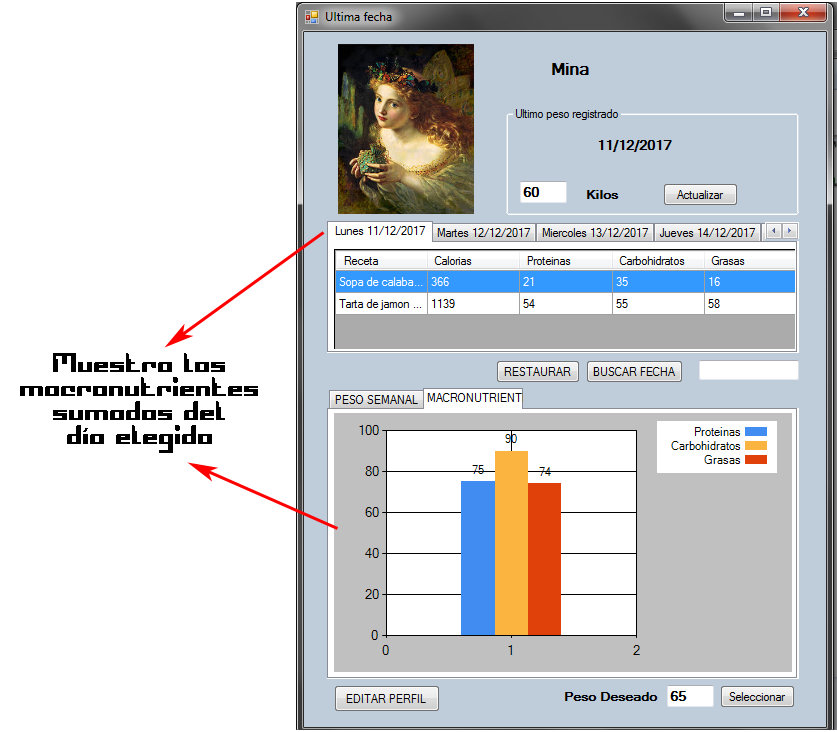 Ultima fecha
Mina
Ultimo peso registrado
11/12/2017
60 Kilos Actualizar
Lunes 11/12/2017 Martes 12/12/2017 Miercoles 13/12/2017 Jueves 14/12/2017
Receta Calorias Proteinas Carbohidratos Grasas
Sopa de calaba... 366 21 35 16
Tarta de jamon ... 1139 54 55 58
Muestra los
macronutrientes
sumados del
día elegido
RESTAURAR BUSCAR FECHA
PESO SEMANAL MACRONUTRIENT
100
80
60
40
20
0
75 90 74
0 1 2
Proteinas
Carbohidratos
Grasas
EDITAR PERFIL Peso Deseado 65 Seleccionar